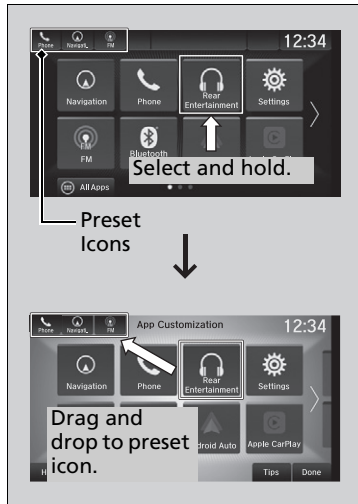 Phone Navigati.. FM 12:34
Navigation Phone Rear Entertainment Settings
FM Bluetooth
Select and hold.
All Apps
Preset
Icons
Phone Navigati.. FM App Customization 12:34
Navigation Phone Rear Entertainment Settings
Drag and
drop to preset
icon.
Apple CarPlay
Tips Done